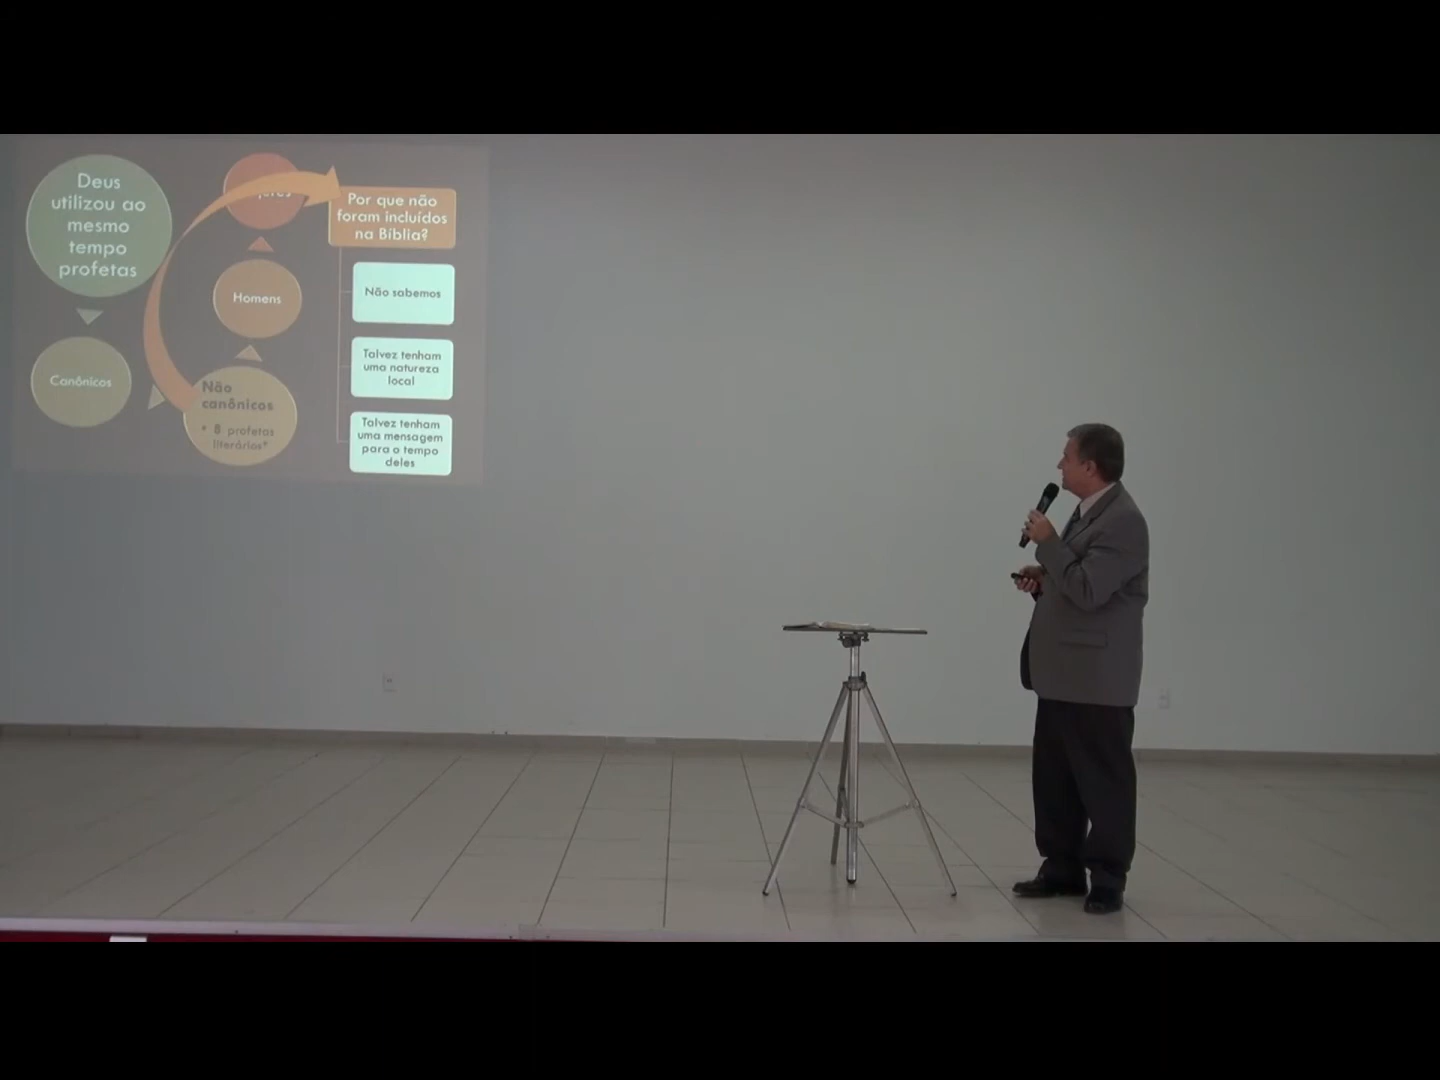 Deus
utilizou ao
mesmo
tempo
profetas
Canônicos
Não
canônicos
* 8 profetas
literários*
Homens
Por que não
foram incluídos
na Bíblia?
Não sabemos
Talvez tenham
uma natureza
local
Talvez tenham
uma mensagem
para o tempo
deles